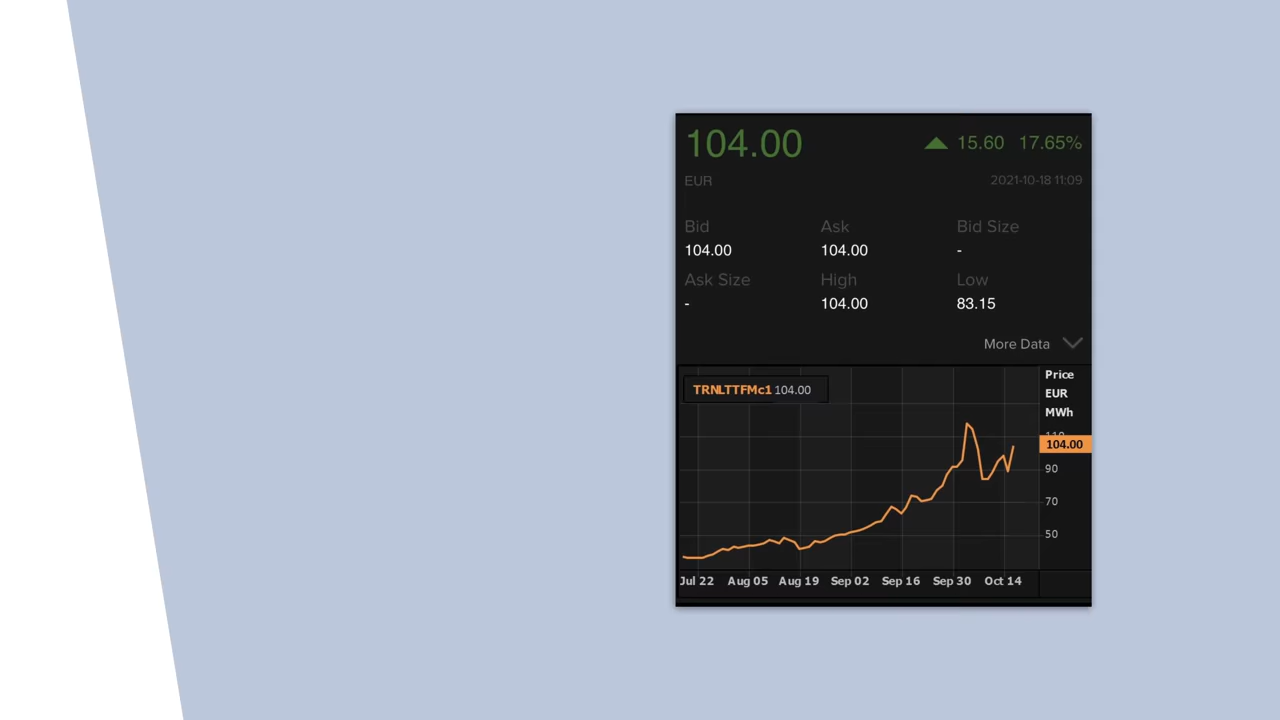 104.00 15.60 17.65%
EUR 2021-10-18 11:09
Bid Ask Bid Size
104.00 104.00 -
Ask Size High Low
- 104.00 83.15
More Data
TRNLTTFMc1 104.00
Price
EUR
MWh
110
104.00
90
70
50
Jul 22 Aug 05 Aug 19 Sep 02 Sep 16 Sep 30 Oct 14